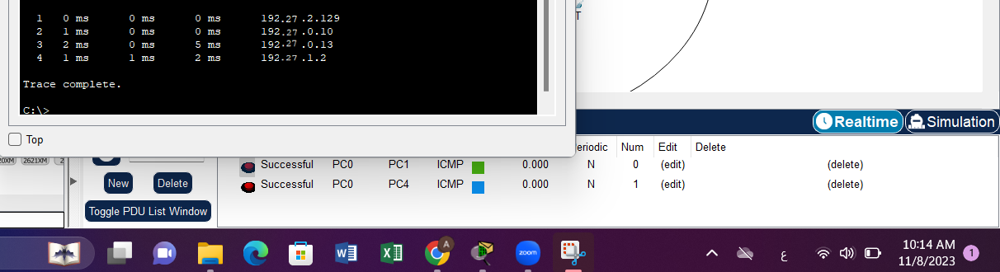 1 0 ms 0 ms 0 ms 192.27.2.129
2 1 ms 0 ms 0 ms 192.27.0.10
3 2 ms 0 ms 5 ms 192.27.0.13
4 1 ms 1 ms 2 ms 192.27.1.2
Trace complete.
C:\>
T
Realtime
Simulation
Top
eriodic Num Edit Delete
20XM 2621XM 2
Successful PC0 PC1 ICMP 0.000 N 0 (edit) (delete)
New Delete
Successful PC0 PC4 ICMP 0.000 N 1 (edit) (delete)
Toggle PDU List Window
W X A zoom ع
10:14 AM
11/8/2023
1